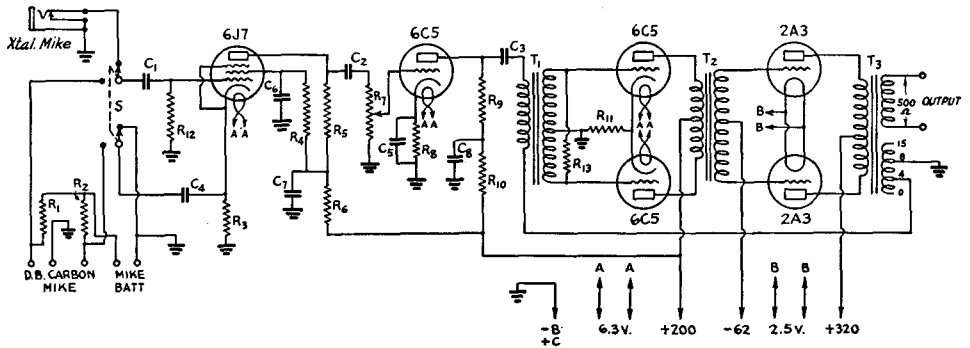 Xtal. Mike
V
C1
6J7
C6
C2
6C5
C3
T1
6C5
T2
2A3
T3
M
S
R12
A A
R4
R5
R7
C5
R8
A A
R9
C8
R11
A A
A A
R13
B
B
500
Ω
OUTPUT
15
8
4
0
R1
R2
C4
R3
C7
R6
R10
6C5
2A3
D.B. CARBON
MIKE
MIKE
BATT
A A
B B
-B
+C
6.3 V.
+200
-62
2.5 V.
+320